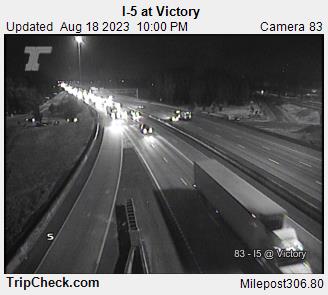 I-5 at Victory
Updated Aug 18 2023 10:00 PM Camera 83
T
S
83 - I5 @ Victory
TripCheck.com Milepost306.80